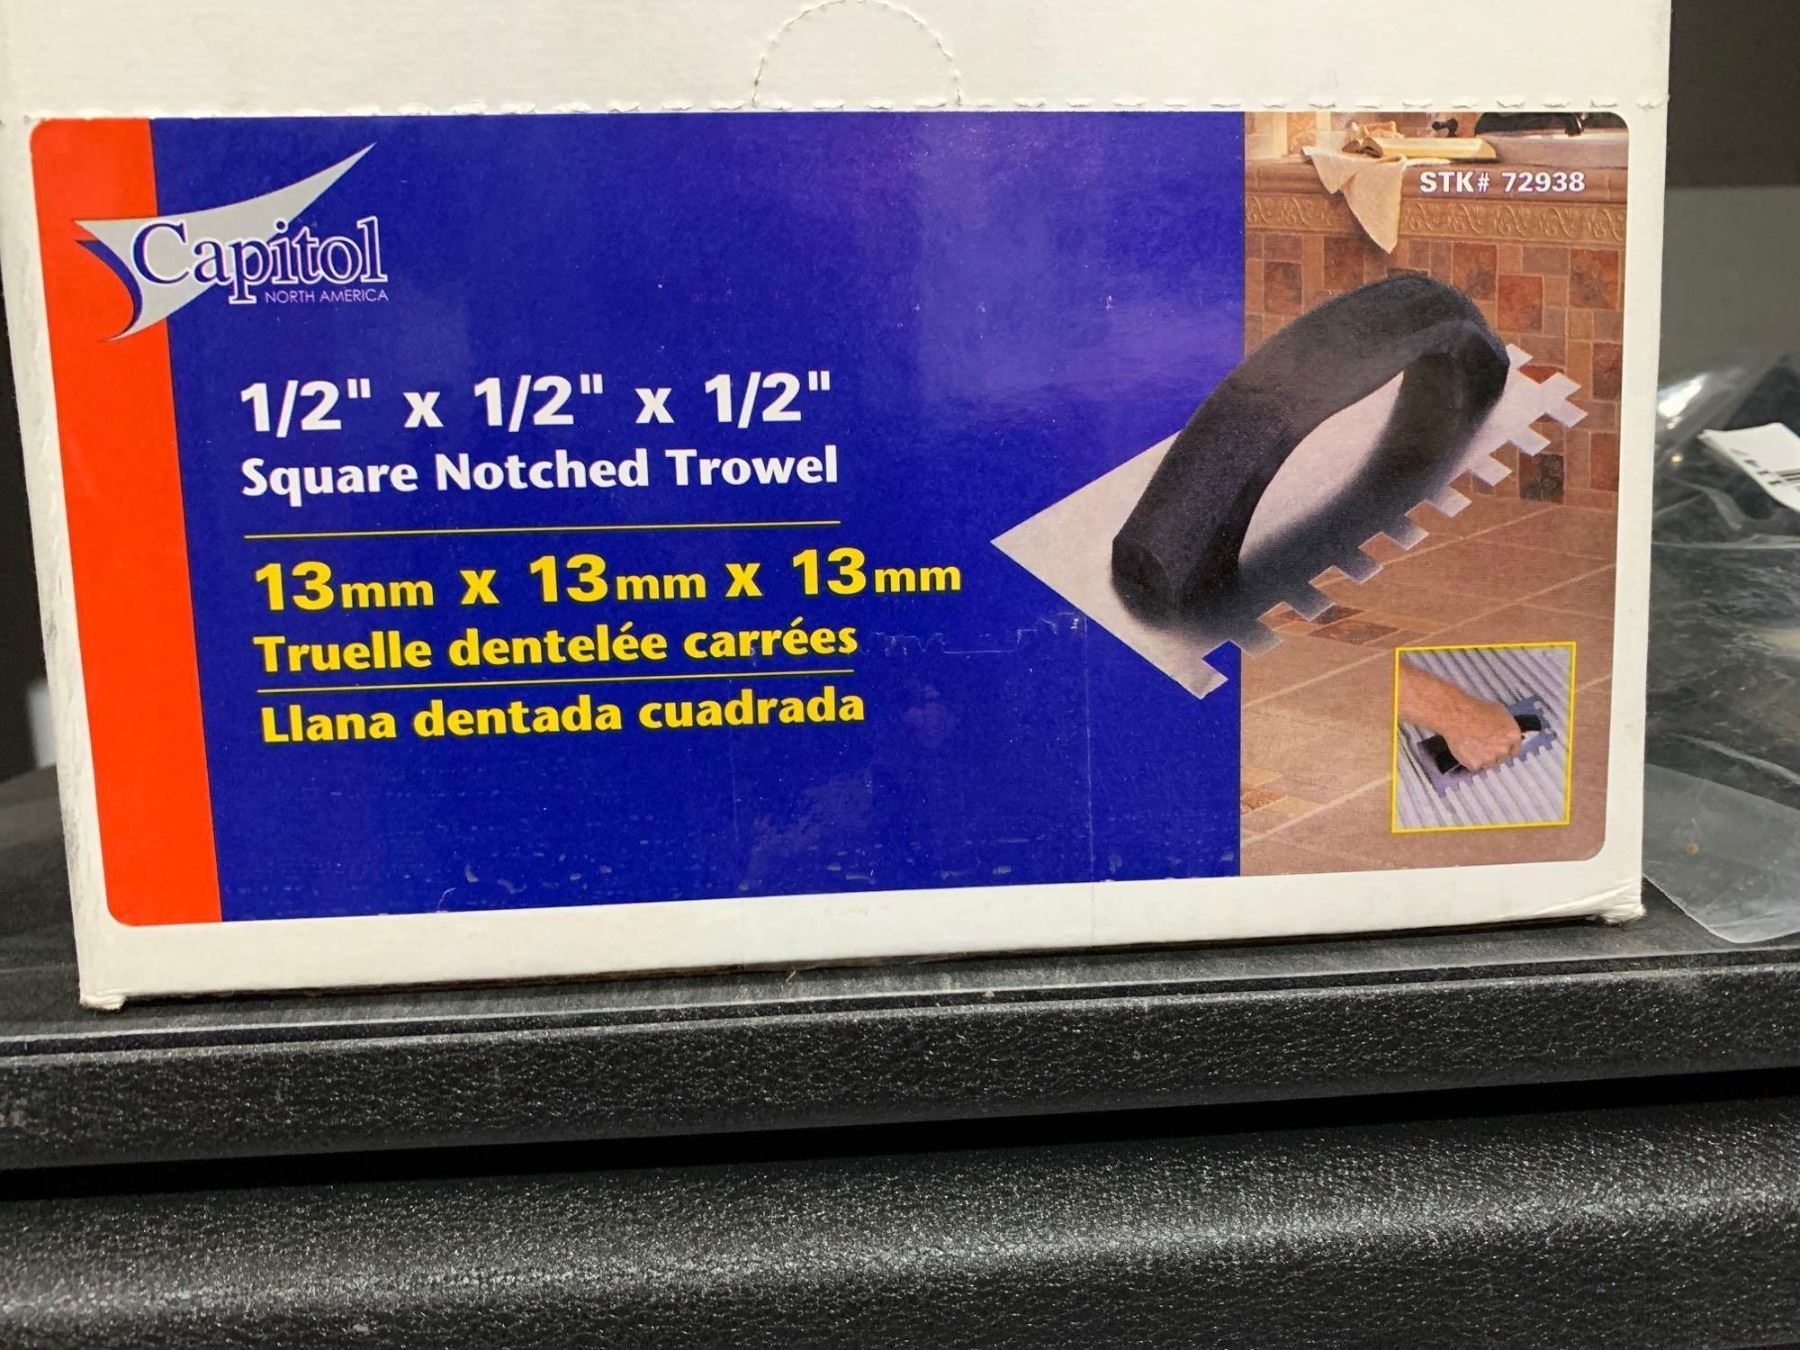 STK# 72938
Capitol
NORTH AMERICA
1/2" x 1/2" x 1/2"
Square Notched Trowel
13mm x 13mm x 13mm
Truelle dentelée carrées
Llana dentada cuadrada